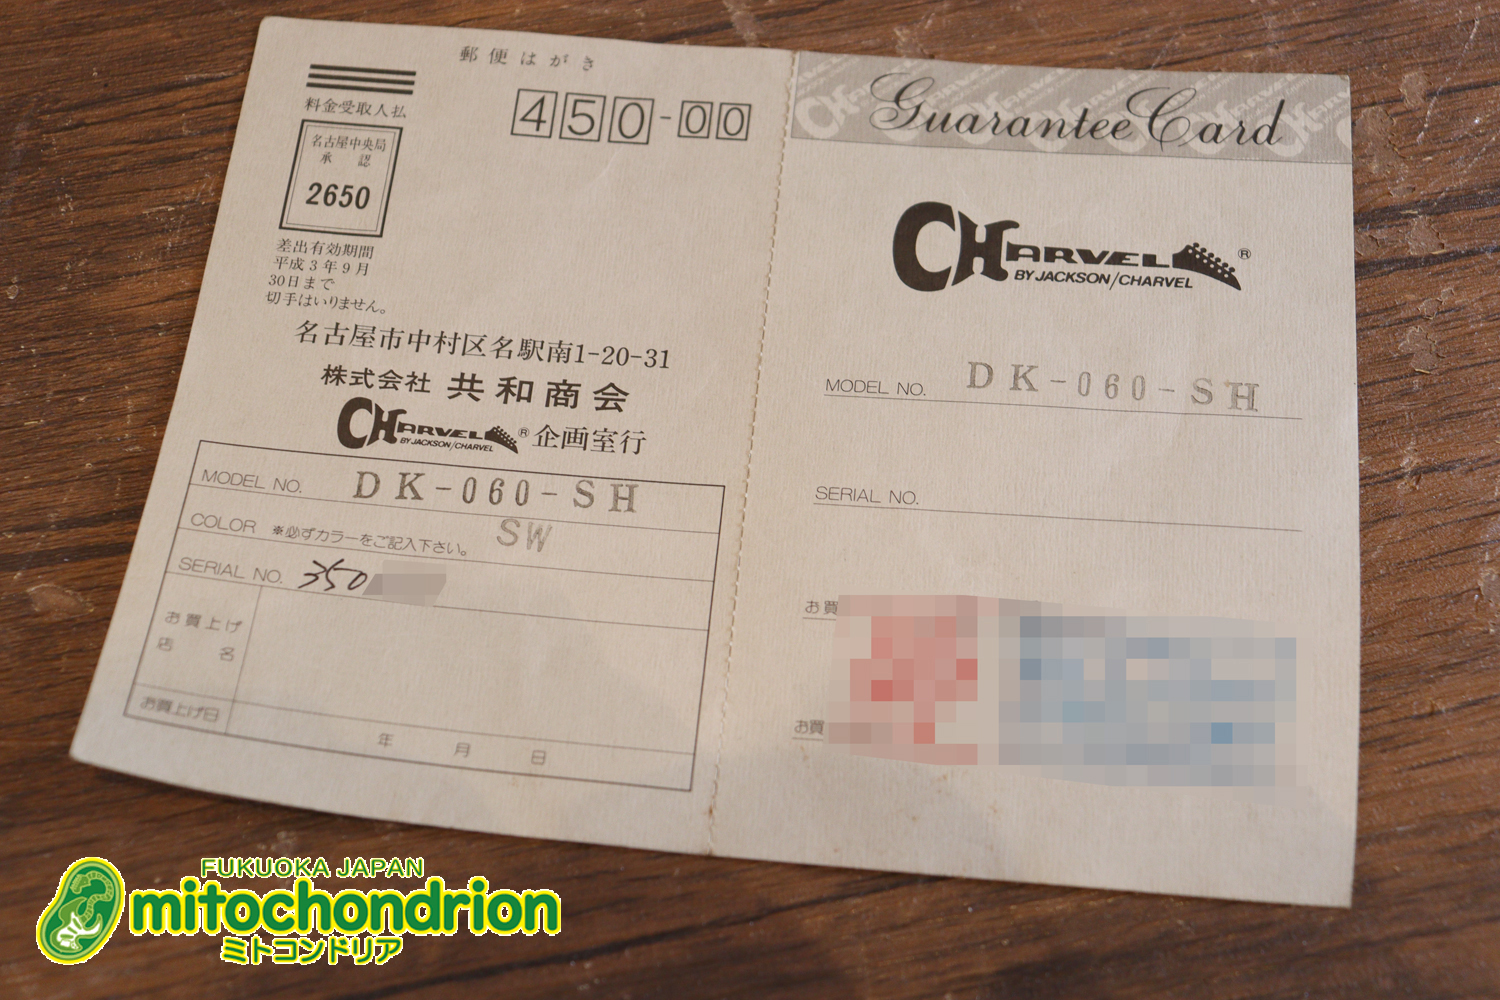 郵便はがき
料金受取人払
450-00
名古屋中央局
承認
2650
差出有効期間
平成3年9月
30日まで
切手はいりません。
名古屋市中村区名駅南1-20-31
株式会社 共和商会
CHARVEL® 企画室行
BY JACKSON/CHARVEL
MODEL NO. DK-060-SH
COLOR ※必ずカラーをご記入下さい。 SW
SERIAL NO. 350
お買上げ
店名
お買上げ日
年 月 日
Guarantee Card
CHARVEL®
BY JACKSON/CHARVEL
MODEL NO. DK-060-SH
SERIAL NO.
お買
お買
FUKUOKA JAPAN
mitochondrion
ミトコンドリア